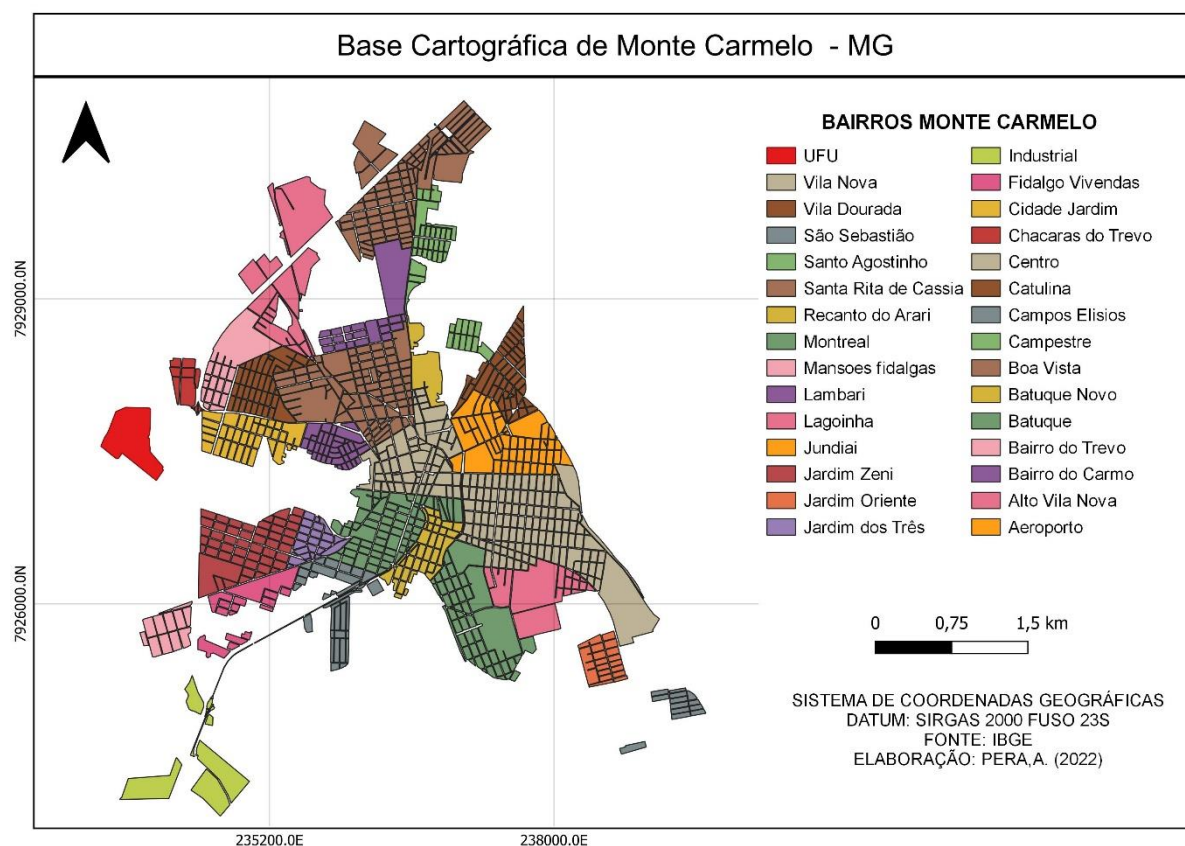 Base Cartográfica de Monte Carmelo - MG
7929000.0N
7926000.0N
235200.0E
238000.0E
BAIRROS MONTE CARMELO
UFU
Vila Nova
Vila Dourada
São Sebastião
Santo Agostinho
Santa Rita de Cassia
Recanto do Arari
Montreal
Mansoes fidalgas
Lambari
Lagoinha
Jundiai
Jardim Zeni
Jardim Oriente
Jardim dos Três
Industrial
Fidalgo Vivendas
Cidade Jardim
Chacaras do Trevo
Centro
Catulina
Campos Elisios
Campestre
Boa Vista
Batuque Novo
Batuque
Bairro do Trevo
Bairro do Carmo
Alto Vila Nova
Aeroporto
0 0,75 1,5 km
SISTEMA DE COORDENADAS GEOGRÁFICAS
DATUM: SIRGAS 2000 FUSO 23S
FONTE: IBGE
ELABORAÇÃO: PERA,A. (2022)